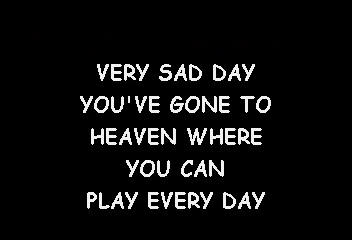 VERY SAD DAY
YOU'VE GONE TO
HEAVEN WHERE
YOU CAN
PLAY EVERY DAY